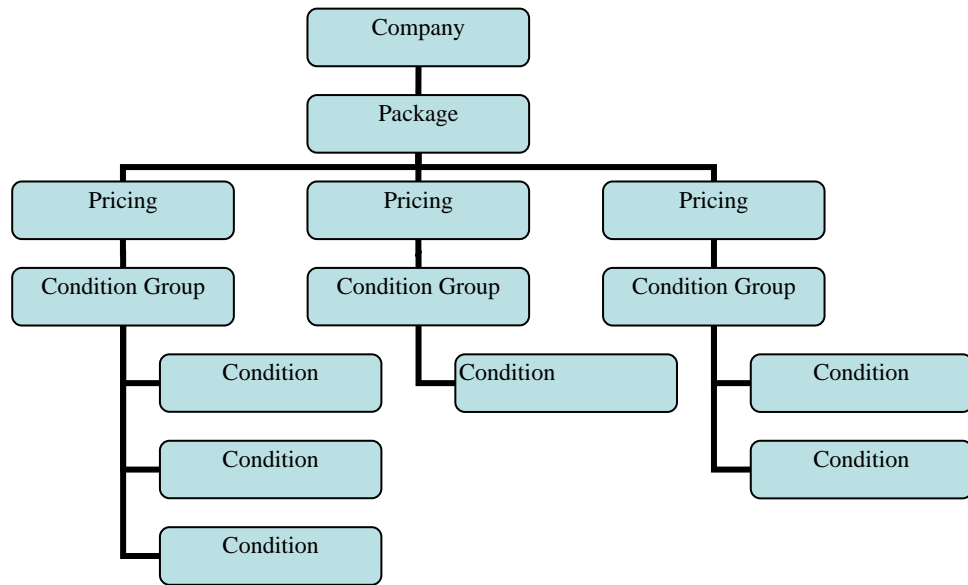 Company
Package
Pricing
Pricing
Pricing
Condition Group
Condition Group
Condition Group
Condition
Condition
Condition
Condition
Condition
Condition